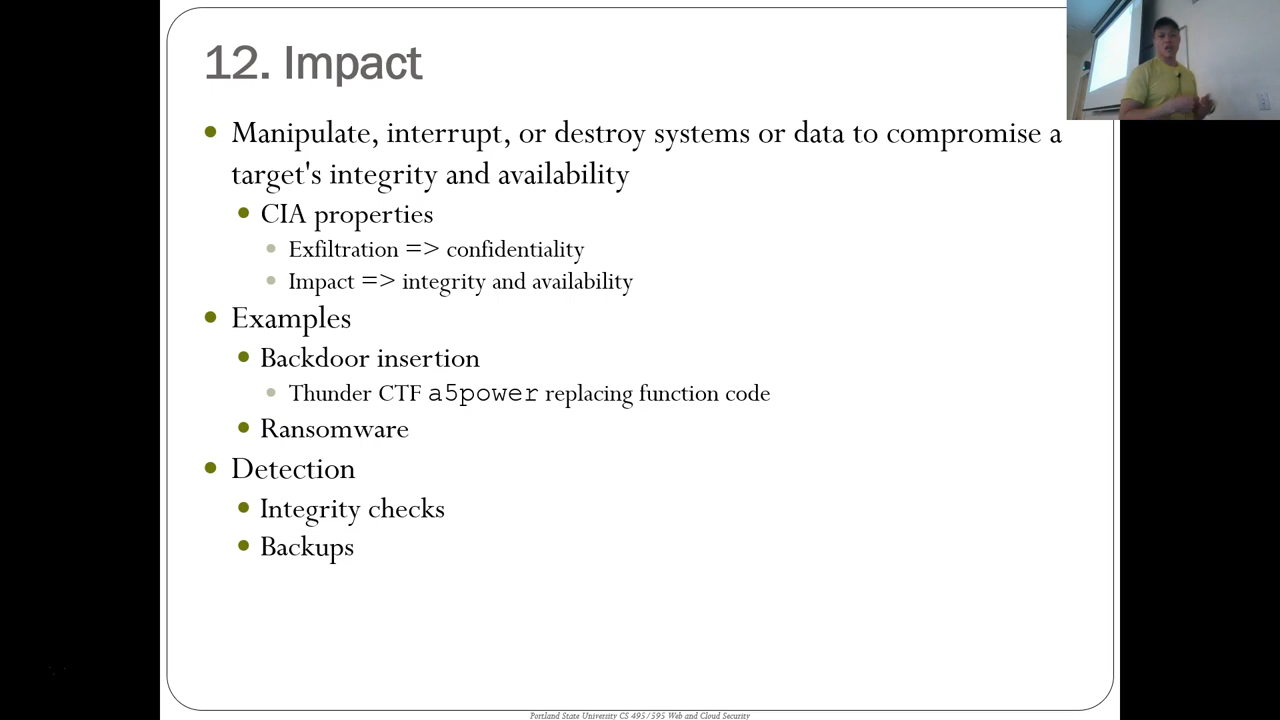 12. Impact
Manipulate, interrupt, or destroy systems or data to compromise a
target's integrity and availability
CIA properties
Exfiltration => confidentiality
Impact => integrity and availability
Examples
Backdoor insertion
Thunder CTF a5power replacing function code
Ransomware
Detection
Integrity checks
Backups
Portland State University CS 495/595 Web and Cloud Security